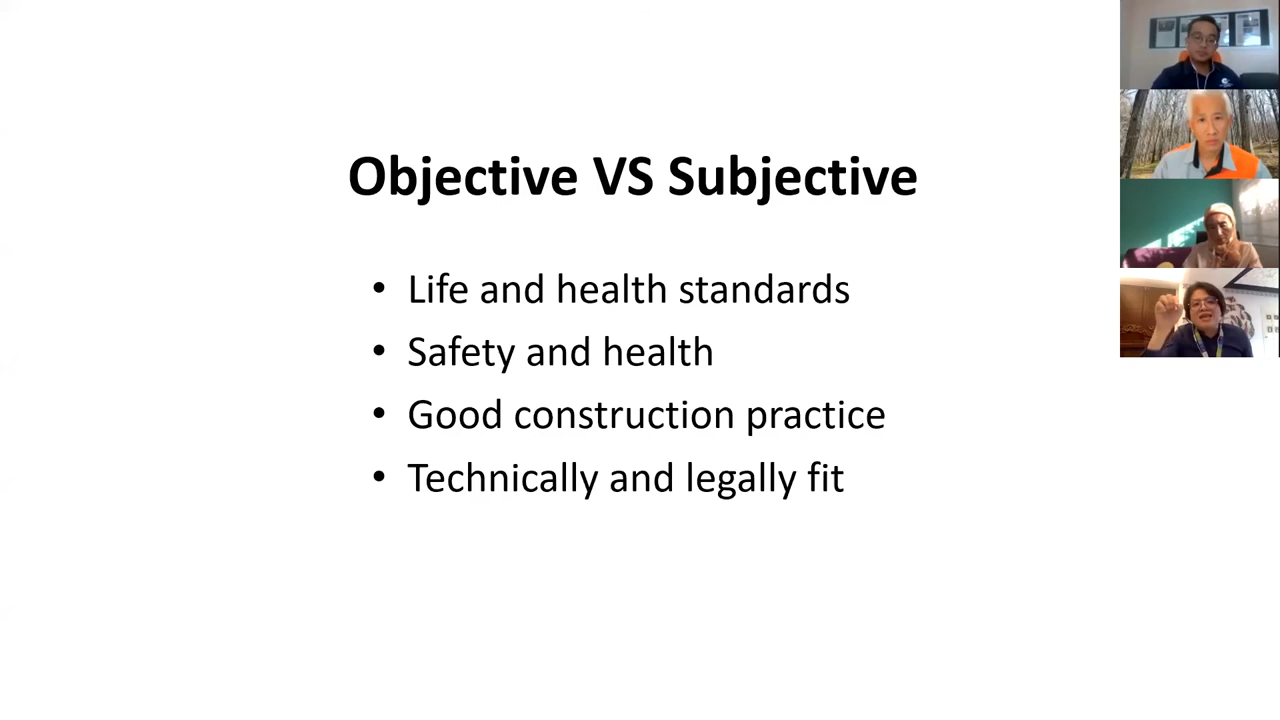 Objective VS Subjective
• Life and health standards
• Safety and health
• Good construction practice
• Technically and legally fit